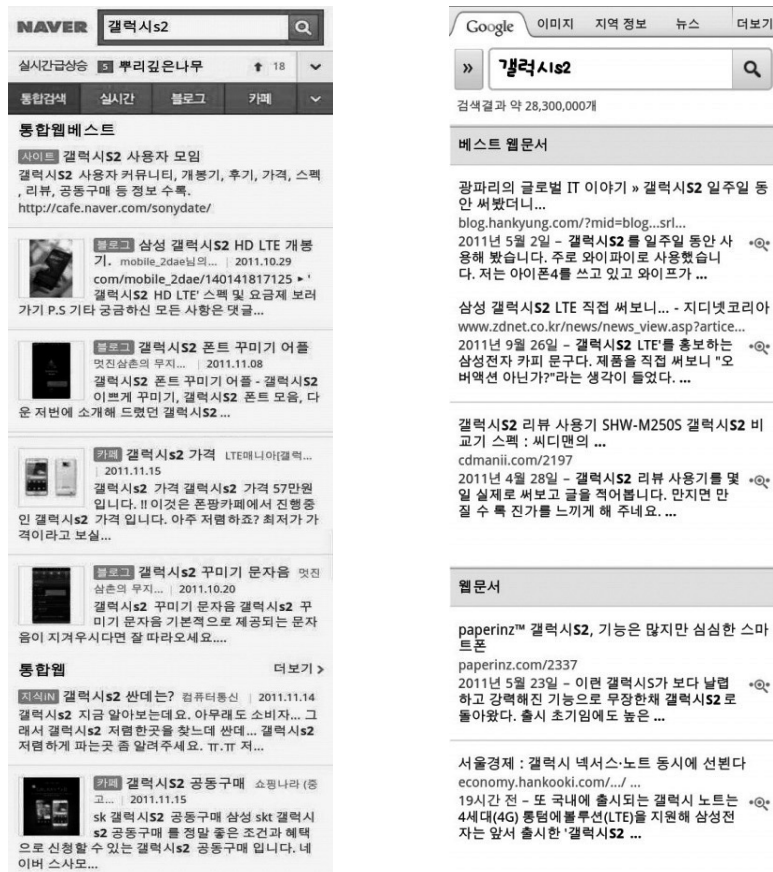 NAVER 갤럭시s2
실시간급상승 5 뿌리깊은나무 18
통합검색 실시간 블로그 카페
통합웹베스트
사이트 갤럭시S2 사용자 모임
갤럭시S2 사용자 커뮤니티, 개봉기, 후기, 가격, 스펙
, 리뷰, 공동구매 등 정보 수록.
http://cafe.naver.com/sonydate/
블로그 삼성 갤럭시S2 HD LTE 개봉
기. mobile_2dae님의... | 2011.10.29
com/mobile_2dae/140141817125 ▸ '
갤럭시S2 HD LTE' 스펙 및 요금제 보러
가기 P.S 기타 궁금하신 모든 사항은 댓글...
블로그 갤럭시S2 폰트 꾸미기 어플
멋진삼촌의 무지... | 2011.11.08
갤럭시S2 폰트 꾸미기 어플 - 갤럭시S2
이쁘게 꾸미기, 갤럭시S2 폰트 모음, 다
운 저번에 소개해 드렸던 갤럭시S2 ...
카페 갤럭시s2 가격 LTE매니아[갤럭...
| 2011.11.15
갤럭시s2 가격 갤럭시s2 가격 57만원
입니다. !! 이것은 폰팡카페에서 진행중
인 갤럭시s2 가격 입니다. 아주 저렴하죠? 최저가 가
격이라고 보실...
블로그 갤럭시s2 꾸미기 문자음 멋진
삼촌의 무지... | 2011.10.20
갤럭시s2 꾸미기 문자음 갤럭시s2 꾸
미기 문자음 기본적으로 제공되는 문자
음이 지겨우시다면 잘 따라오세요....
통합웹 더보기 >
지식iN 갤럭시s2 싼데는? 컴퓨터통신 | 2011.11.14
갤럭시s2 지금 알아보는데요. 아무래도 소비자... 그
래서 갤럭시s2 저렴한곳을 찾느데 싼데... 갤럭시s2
저렴하게 파는곳 좀 알려주세요. ㅠ.ㅠ 저...
카페 갤럭시S2 공동구매 쇼핑나라 (중
고... | 2011.11.15
sk 갤럭시S2 공동구매 삼성 skt 갤럭시
s2 공동구매 를 정말 좋은 조건과 혜택
으로 신청할 수 있는 갤럭시s2 공동구매 입니다. 네
이버 스사모...
Google 이미지 지역 정보 뉴스 더보기
» 갤럭시s2
검색결과 약 28,300,000개
베스트 웹문서
광파리의 글로벌 IT 이야기 » 갤럭시S2 일주일 동
안 써봤더니...
blog.hankyung.com/?mid=blog...srl...
2011년 5월 2일 – 갤럭시S2 를 일주일 동안 사
용해 봤습니다. 주로 와이파이로 사용했습니
다. 저는 아이폰4를 쓰고 있고 와이프가 ...
삼성 갤럭시S2 LTE 직접 써보니... - 지디넷코리아
www.zdnet.co.kr/news/news_view.asp?artice...
2011년 9월 26일 – 갤럭시S2 LTE'를 홍보하는
삼성전자 카피 문구다. 제품을 직접 써보니 "오
버액션 아닌가?"라는 생각이 들었다. ...
갤럭시S2 리뷰 사용기 SHW-M250S 갤럭시S2 비
교기 스펙 : 씨디맨의 ...
cdmanii.com/2197
2011년 4월 28일 – 갤럭시S2 리뷰 사용기를 몇
일 실제로 써보고 글을 적어봅니다. 만지면 만
질 수 록 진가를 느끼게 해 주네요. ...
웹문서
paperinz™ 갤럭시S2, 기능은 많지만 심심한 스마
트폰
paperinz.com/2337
2011년 5월 23일 – 이런 갤럭시S가 보다 날렵
하고 강력해진 기능으로 무장한채 갤럭시S2 로
돌아왔다. 출시 초기임에도 높은 ...
서울경제 : 갤럭시 넥서스·노트 동시에 선뵌다
economy.hankooki.com/.../ ...
19시간 전 – 또 국내에 출시되는 갤럭시 노트는
4세대(4G) 롱텀에볼루션(LTE)을 지원해 삼성전
자는 앞서 출시한 '갤럭시S2 ...